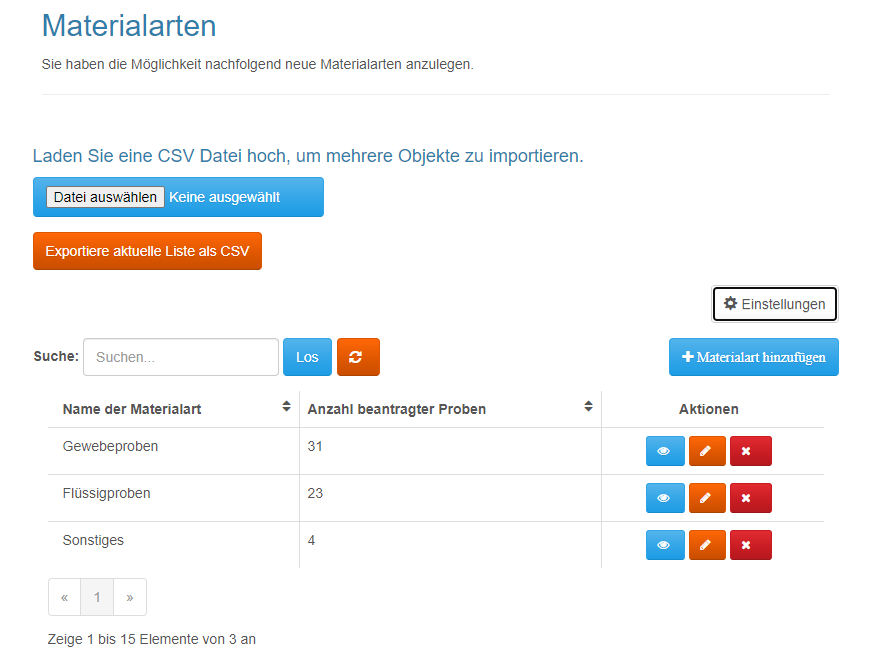 Materialarten
Sie haben die Möglichkeit nachfolgend neue Materialarten anzulegen.
Laden Sie eine CSV Datei hoch, um mehrere Objekte zu importieren.
Datei auswählen Keine ausgewählt
Exportiere aktuelle Liste als CSV
Einstellungen
Suche: Suchen... Los Materialart hinzufügen
Name der Materialart Anzahl beantragter Proben Aktionen
Gewebeproben 31
Flüssigproben 23
Sonstiges 4
« 1 »
Zeige 1 bis 15 Elemente von 3 an